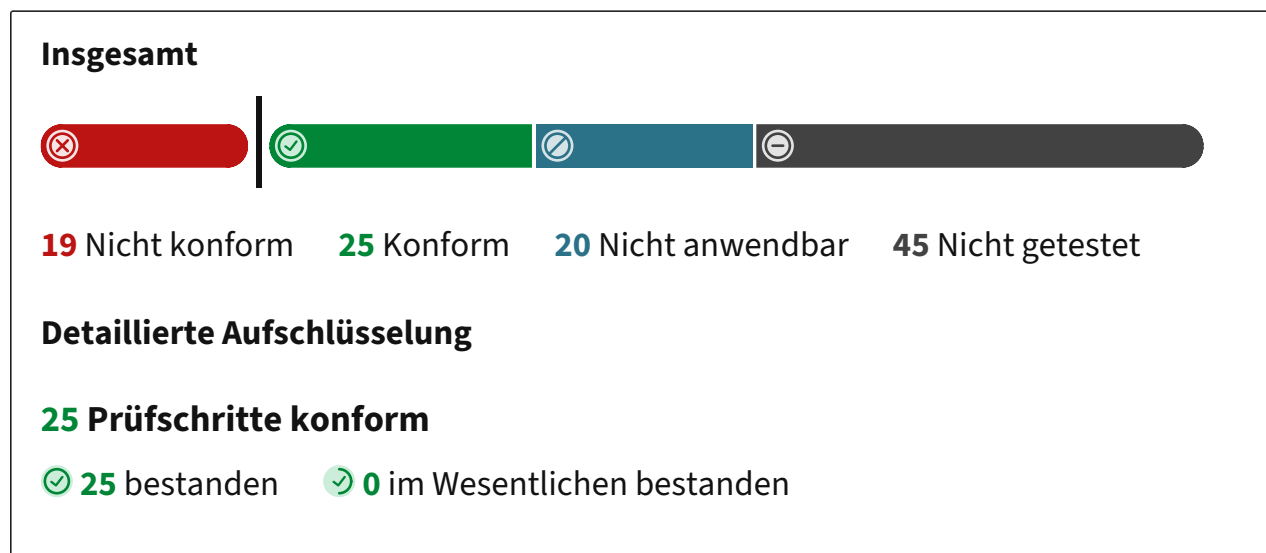 Insgesamt
19 Nicht konform 25 Konform 20 Nicht anwendbar 45 Nicht getestet
Detaillierte Aufschlüsselung
25 Prüfschritte konform
25 bestanden 0 im Wesentlichen bestanden